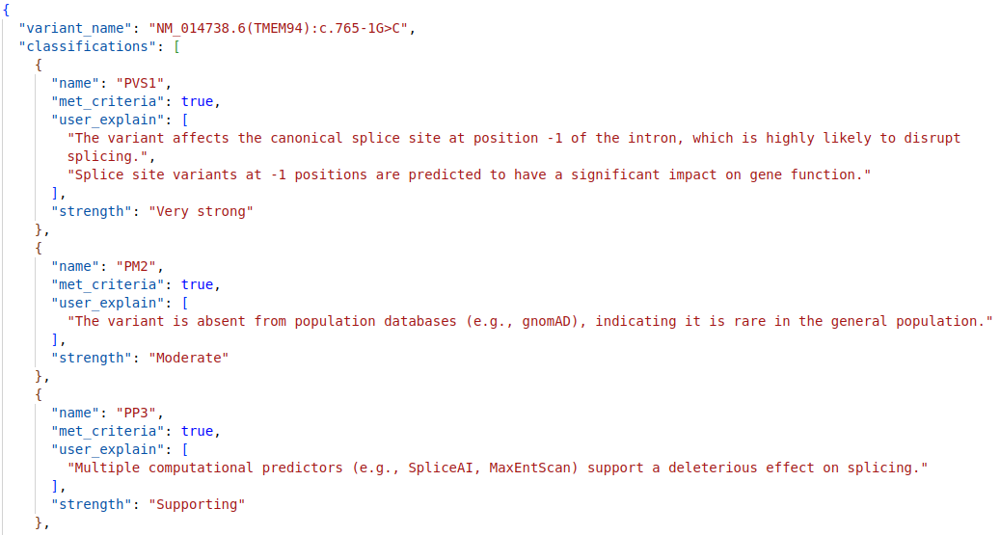 {
  "variant_name": "NM_014738.6(TMEM94):c.765-1G>C",
  "classifications": [
    {
      "name": "PVS1",
      "met_criteria": true,
      "user_explain": [
        "The variant affects the canonical splice site at position -1 of the intron, which is highly likely to disrupt
        splicing.",
        "Splice site variants at -1 positions are predicted to have a significant impact on gene function."
      ],
      "strength": "Very strong"
    },
    {
      "name": "PM2",
      "met_criteria": true,
      "user_explain": [
        "The variant is absent from population databases (e.g., gnomAD), indicating it is rare in the general population."
      ],
      "strength": "Moderate"
    },
    {
      "name": "PP3",
      "met_criteria": true,
      "user_explain": [
        "Multiple computational predictors (e.g., SpliceAI, MaxEntScan) support a deleterious effect on splicing."
      ],
      "strength": "Supporting"
    },